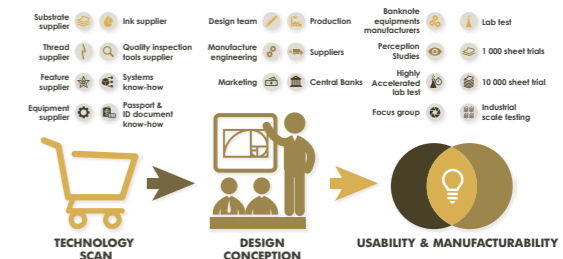 Substrate
supplier
Ink supplier
Thread
supplier
Quality inspection
tools supplier
Feature
supplier
Systems
know-how
Equipment
supplier
Passport &
ID document
know-how
TECHNOLOGY
SCAN
Design team
Production
Manufacture
engineering
Suppliers
Marketing
Central Banks
DESIGN
CONCEPTION
Banknote
equipments
manufacturers
Lab test
Perception
Studies
1 000 sheet trials
Highly
Accelerated
lab test
10 000 sheet trial
Focus group
Industrial
scale testing
USABILITY & MANUFACTURABILITY